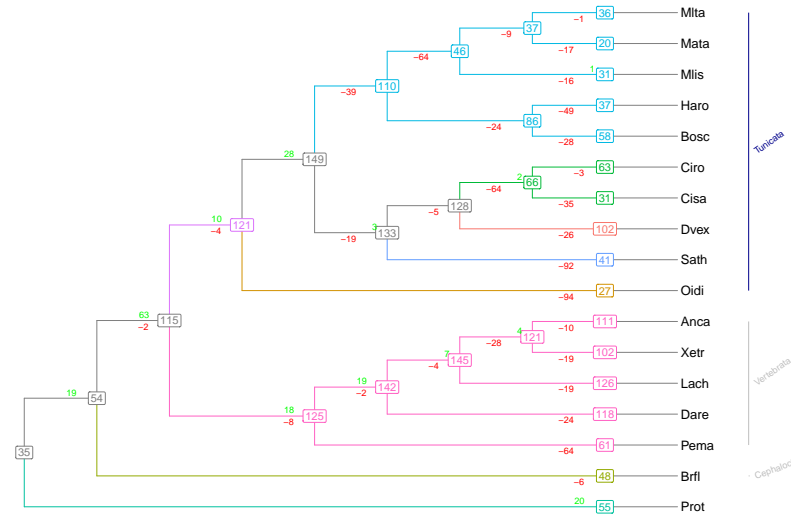 −1 36 Mlta
37
−9
20 Mata
−17
46
−64
1 31 Mlis
−16
110
−39
37 Haro
−49
86
−24
58 Bosc
−28
28 149
63 Ciro
−3
2 66
−64
31 Cisa
−35
128
−5
102 Dvex
−26
3 133
−19
41 Sath
−92
10 121
−4
27 Oidi
−94
Tunicata
63 115
−2
111 Anca
−10
4 121
−28
102 Xetr
−19
7 145
−4
126 Lach
−19
19 142
−2
118 Dare
−24
18 125
−8
61 Pema
−64
Vertebrata
19 54
48 Brfl
−6
Cephaloc
35
20 55 Prot